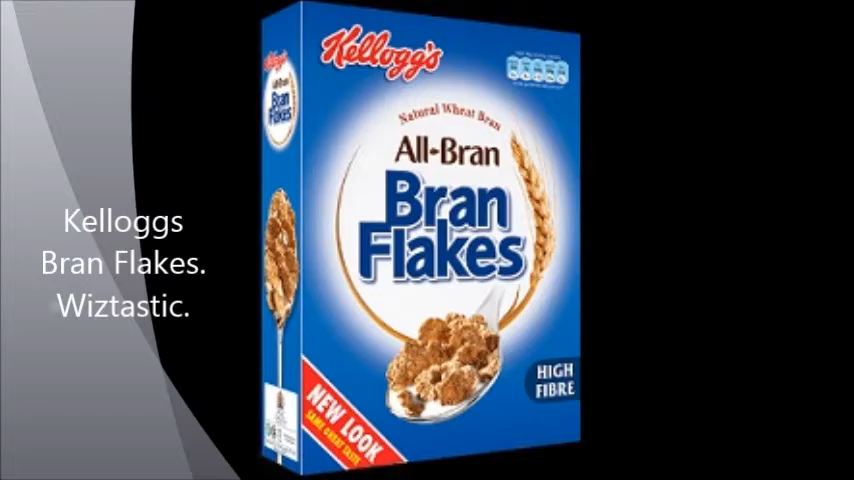 Kelloggs
Bran Flakes.
Wiztastic.
Kellogg's
Natural Wheat Bran
All-Bran
Bran
Flakes
HIGH
FIBRE
NEW LOOK
SAME GREAT TASTE
Kellogg's
All-Bran
Bran
Flakes